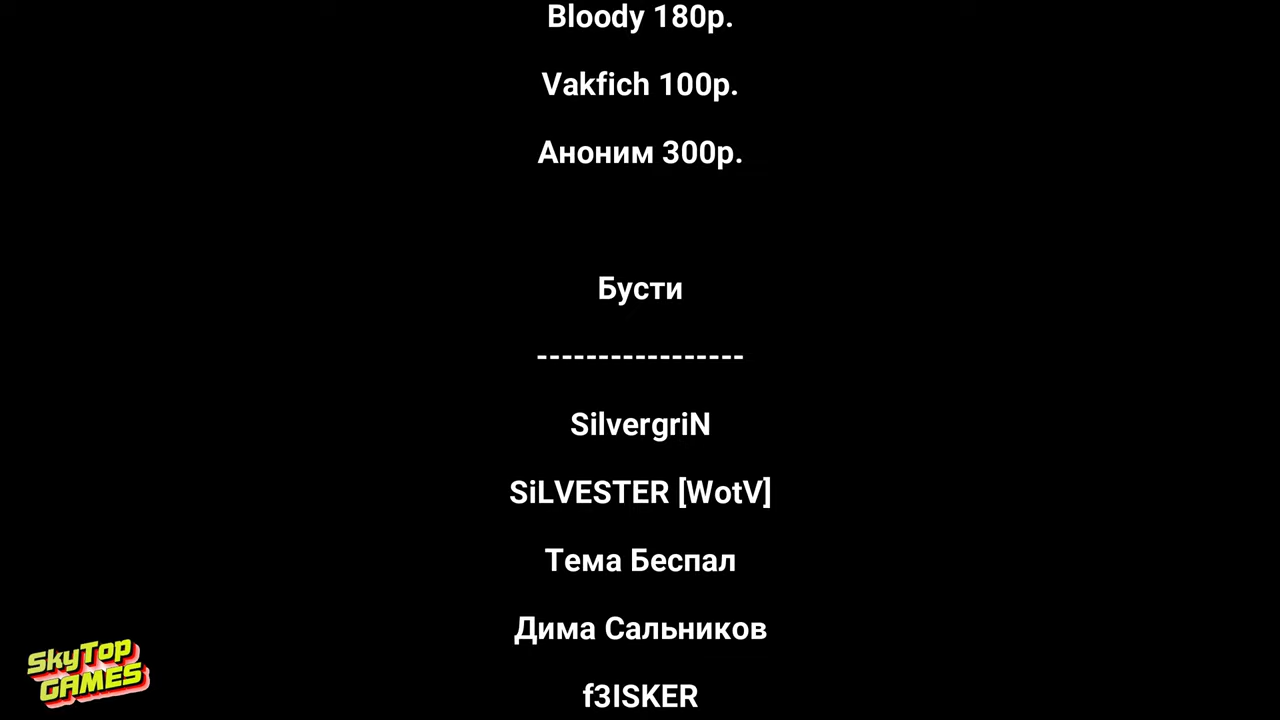 Bloody 180р.
Vakfich 100р.
Аноним 300р.
Бусти
-----------------
SilvergriN
SiLVESTER [WotV]
Тема Беспал
Дима Сальников
f3ISKER
SkyTop
GAMES